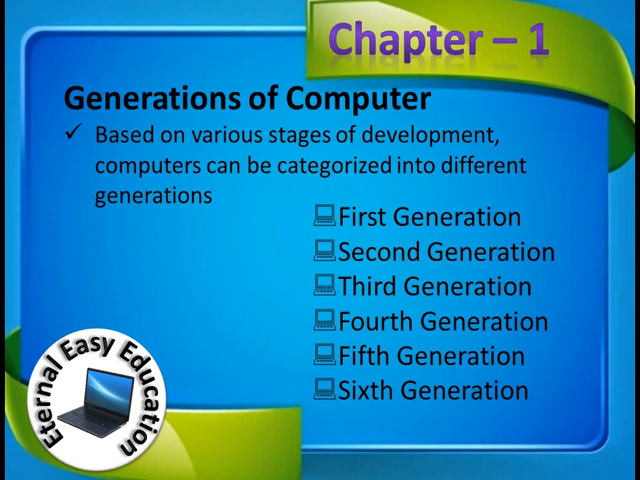 Chapter – 1
Generations of Computer
✓ Based on various stages of development,
computers can be categorized into different
generations
First Generation
Second Generation
Third Generation
Fourth Generation
Fifth Generation
Sixth Generation
Eternal Easy Education